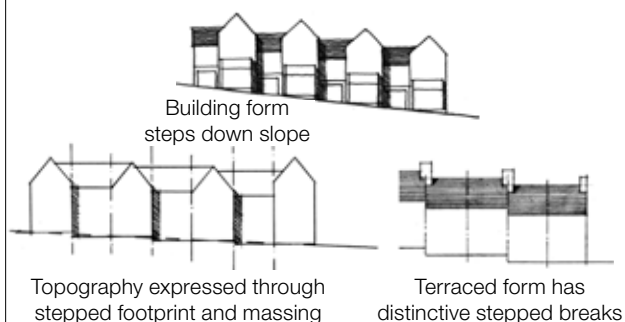 Building form
steps down slope
Topography expressed through
stepped footprint and massing
Terraced form has
distinctive stepped breaks